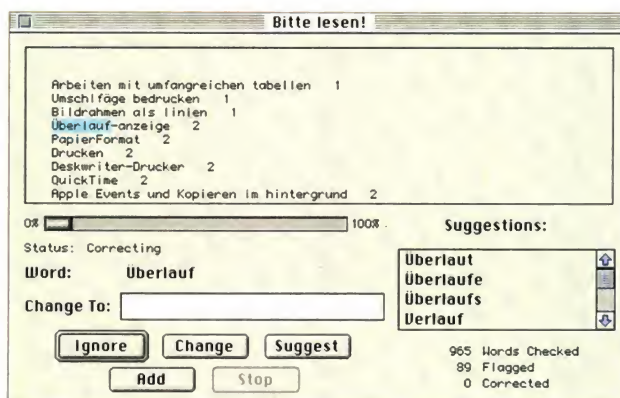 Bitte lesen!
Arbeiten mit umfangreichen tabellen 1
Umschlfäge bedrucken 1
Bildrahmen als linien 1
Überlauf-anzeige 2
PapierFormat 2
Drucken 2
Deskwriter-Drucker 2
QuickTime 2
Apple Events und Kopieren im hintergrund 2
0% 100%
Status: Correcting
Word: Überlauf
Change To:
Ignore Change Suggest
Add Stop
Suggestions:
Überlaut
Überlaufe
Überlaufs
Verlauf
965 Words Checked
89 Flagged
0 Corrected